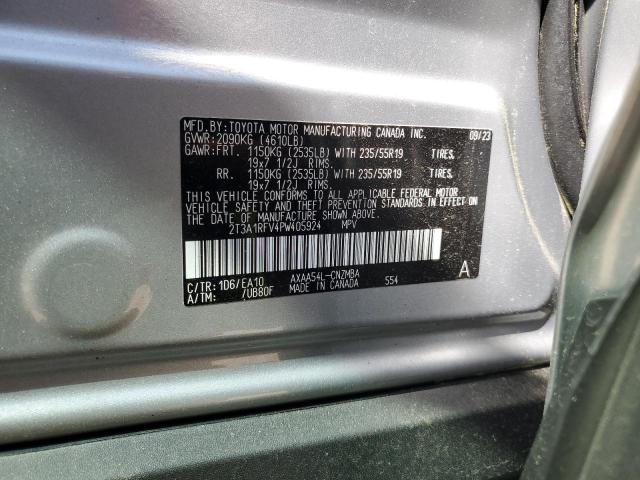 MFD. BY: TOYOTA MOTOR MANUFACTURING CANADA INC. 09/23
GVWR: 2090KG (4610LB)
GAWR: FRT. 1150KG (2535LB) WITH 235/55R19 TIRES.
19x7 1/2J RIMS.
RR. 1150KG (2535LB) WITH 235/55R19 TIRES.
19x7 1/2J RIMS.
THIS VEHICLE CONFORMS TO ALL APPLICABLE FEDERAL MOTOR
VEHICLE SAFETY AND THEFT PREVENTION STANDARDS IN EFFECT ON
THE DATE OF MANUFACTURE SHOWN ABOVE.
2T3A1RFV4PW405924 MPV
C/TR: 1D6/EA10 AXAA54L-CNZMBA A
A/TM: /UB80F MADE IN CANADA 554